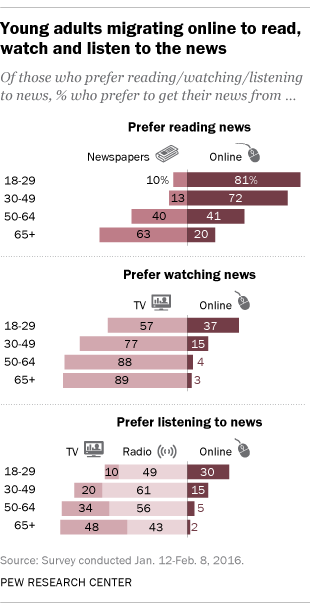 Young adults migrating online to read,
watch and listen to the news
Of those who prefer reading/watching/listening
to news, % who prefer to get their news from ...
Prefer reading news
Newspapers Online
18-29 10% 81%
30-49 13 72
50-64 40 41
65+ 63 20
Prefer watching news
TV Online
18-29 57 37
30-49 77 15
50-64 88 4
65+ 89 3
Prefer listening to news
TV Radio Online
18-29 10 49 30
30-49 20 61 15
50-64 34 56 5
65+ 48 43 2
Source: Survey conducted Jan. 12-Feb. 8, 2016.
PEW RESEARCH CENTER